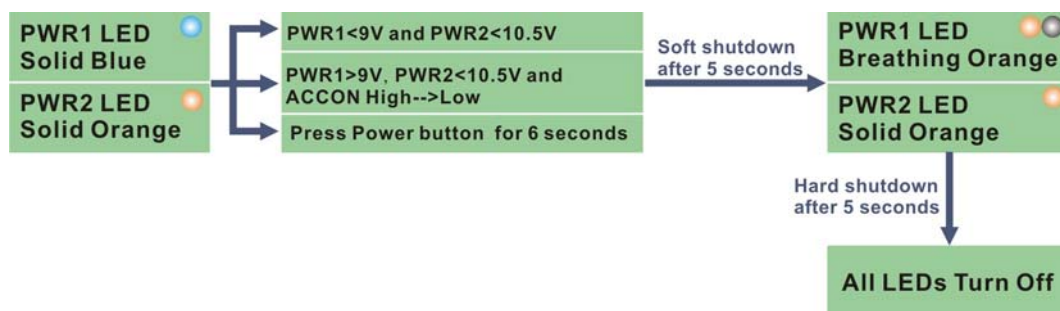 PWR1 LED
Solid Blue
PWR2 LED
Solid Orange
PWR1<9V and PWR2<10.5V
PWR1>9V, PWR2<10.5V and
ACCON High-->Low
Press Power button for 6 seconds
Soft shutdown
after 5 seconds
PWR1 LED
Breathing Orange
PWR2 LED
Solid Orange
Hard shutdown
after 5 seconds
All LEDs Turn Off